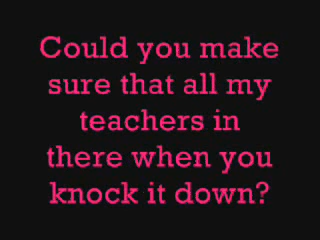 Could you make
sure that all my
teachers in
there when you
knock it down?